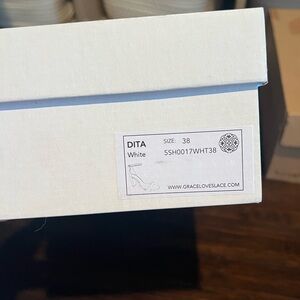 DITA SIZE: 38
White SSH0017WHT38
WWW.GRACELOVESLACE.COM